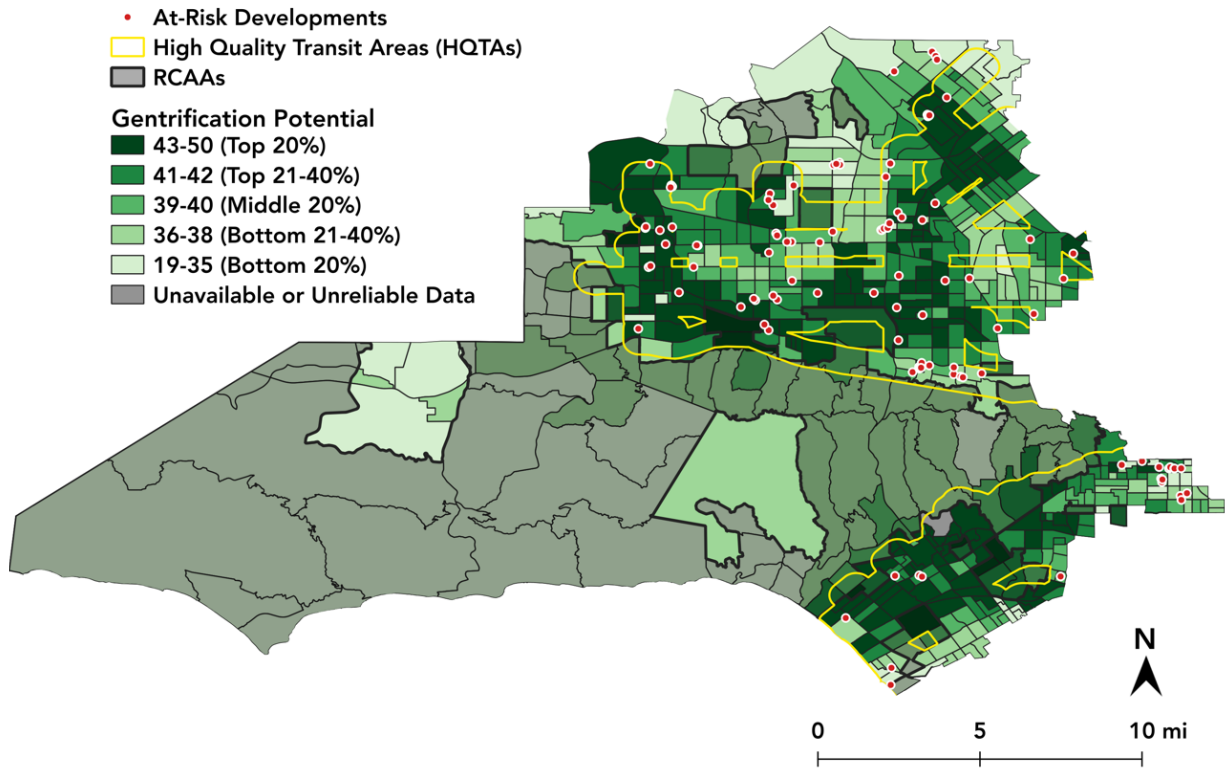 At-Risk Developments
High Quality Transit Areas (HQTAs)
RCAAs
Gentrification Potential
43-50 (Top 20%)
41-42 (Top 21-40%)
39-40 (Middle 20%)
36-38 (Bottom 21-40%)
19-35 (Bottom 20%)
Unavailable or Unreliable Data
N
0 5 10 mi